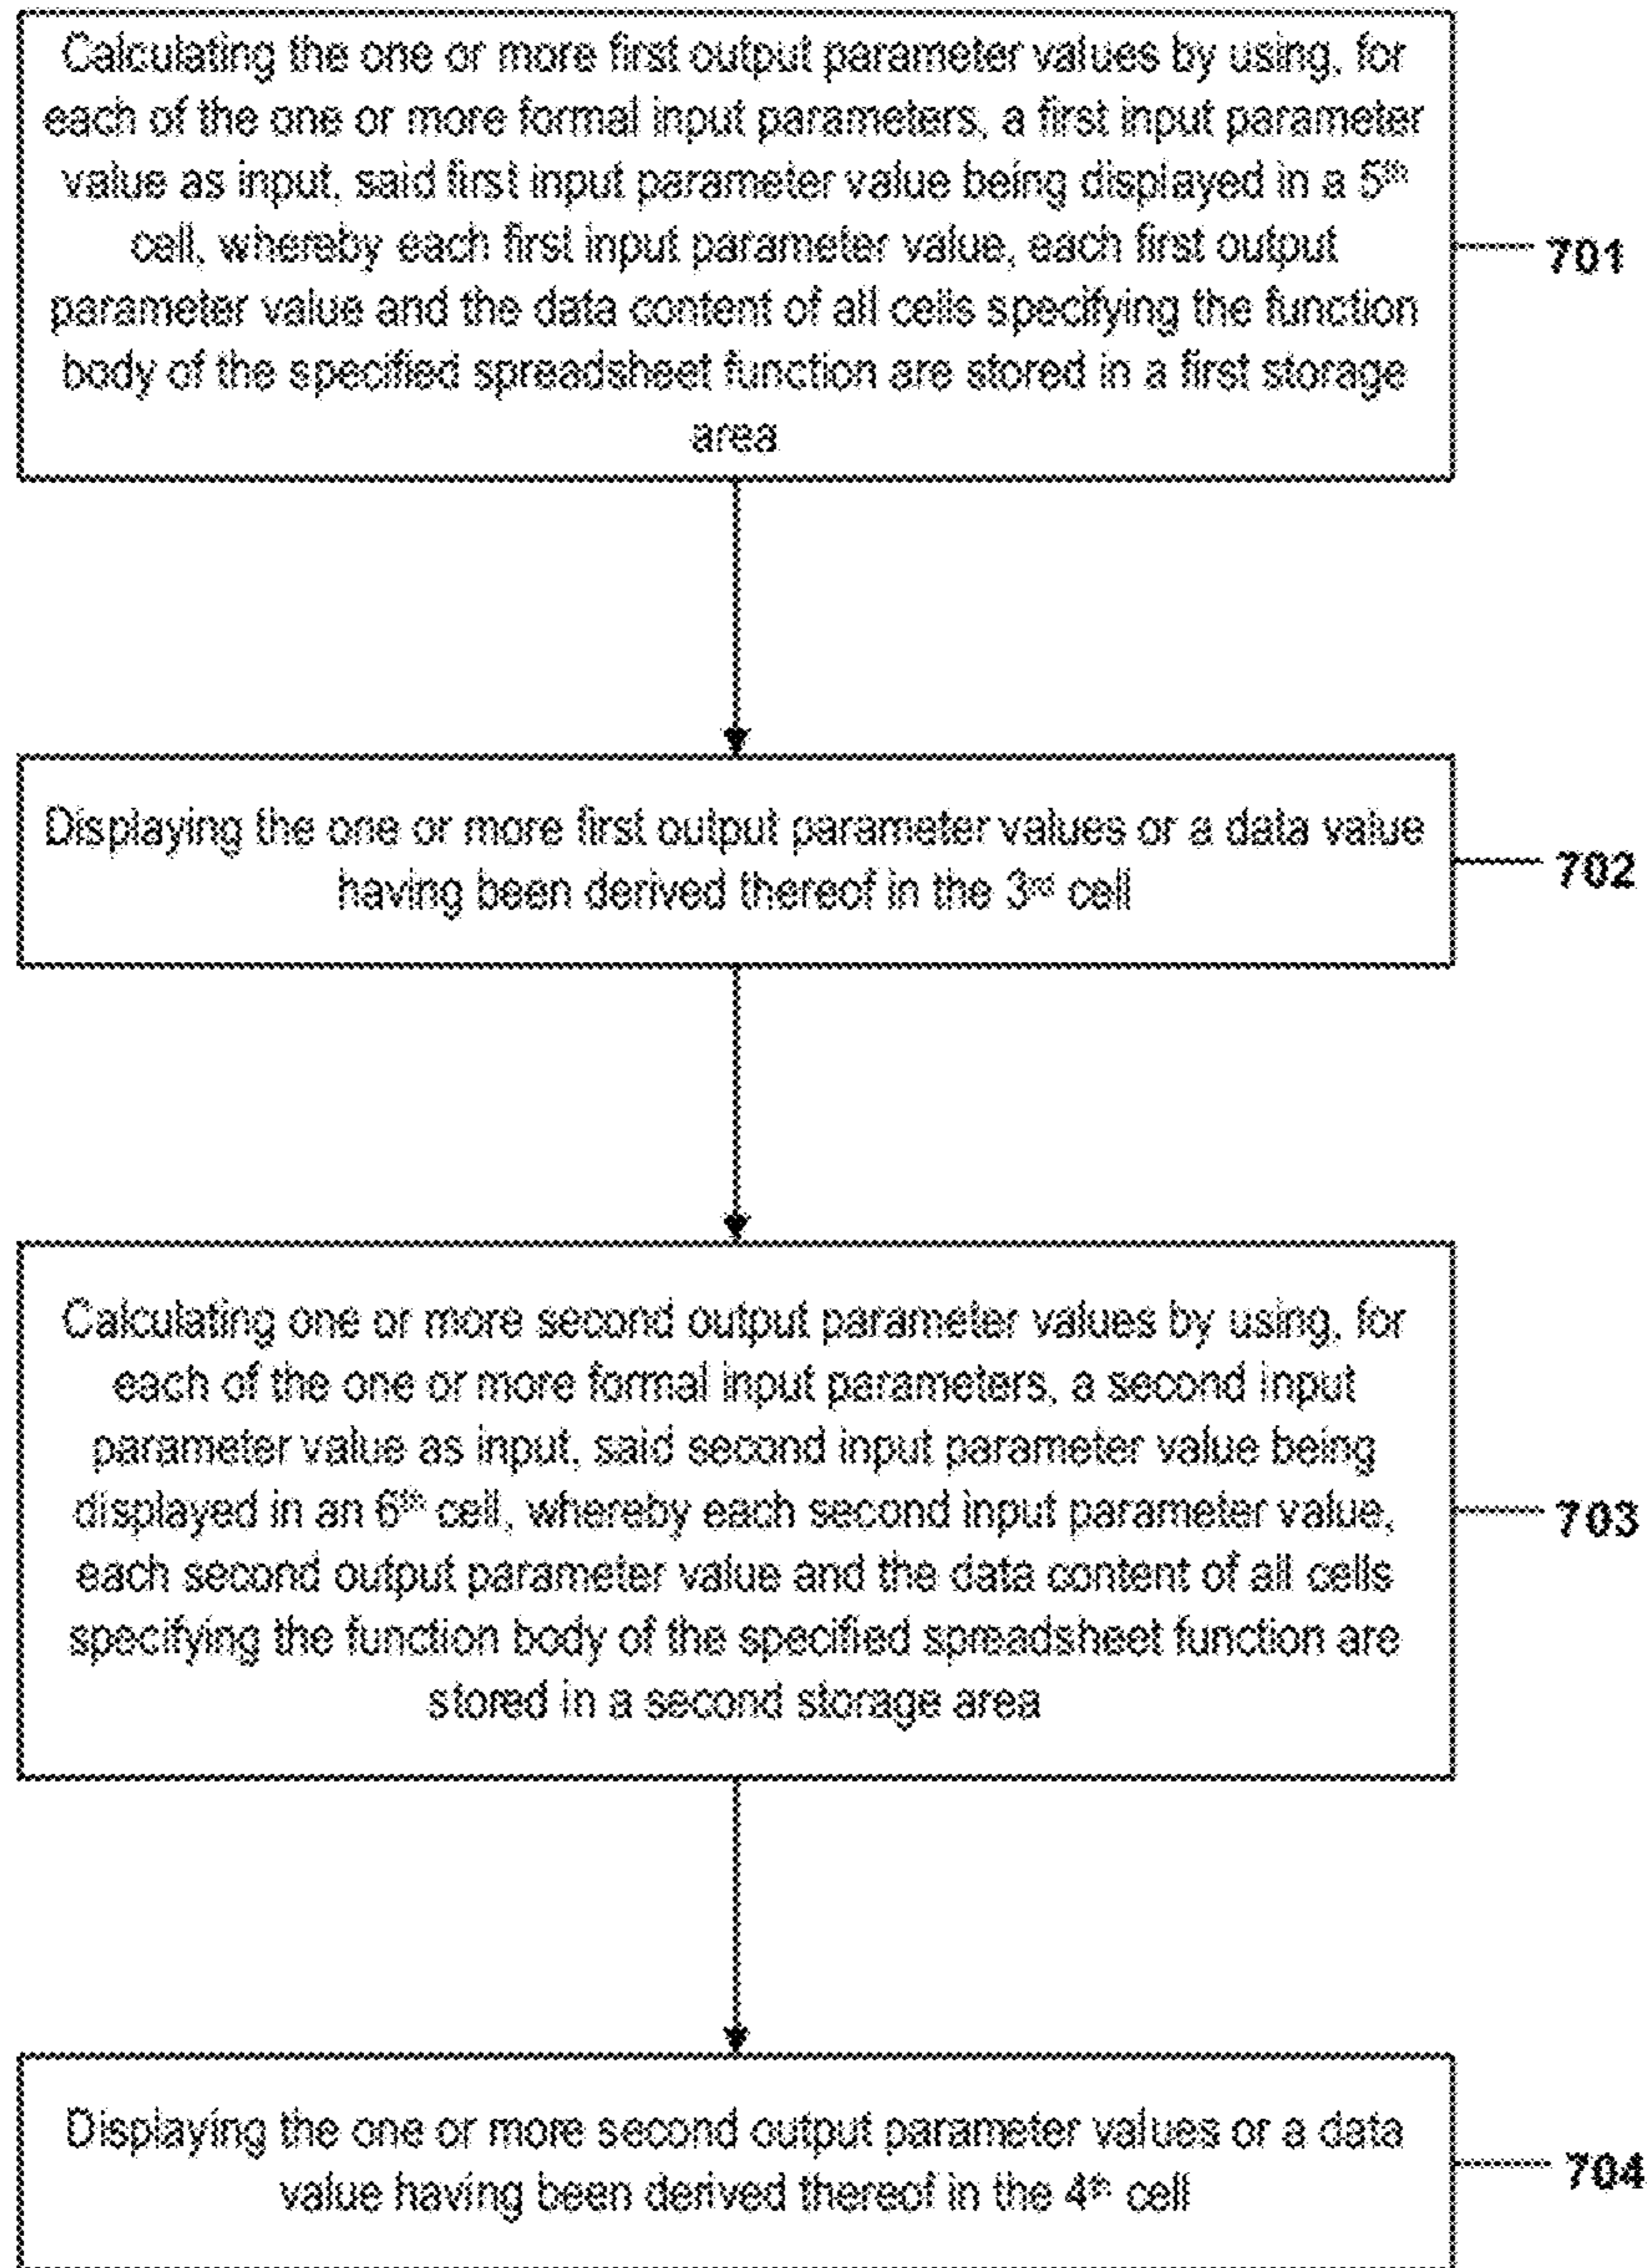 Calculating the one or more first output parameter values by using, for
each of the one or more formal input parameters, a first input parameter
value as input, said first input parameter value being displayed in a 5th
cell, whereby each first input parameter value, each first output
parameter value and the data content of all cells specifying the function
body of the specified spreadsheet function are stored in a first storage
area
701
Displaying the one or more first output parameter values or a data value
having been derived thereof in the 3rd cell
702
Calculating one or more second output parameter values by using, for
each of the one or more formal input parameters, a second input
parameter value as input, said second input parameter value being
displayed in an 6th cell, whereby each second input parameter value,
each second output parameter value and the data content of all cells
specifying the function body of the specified spreadsheet function are
stored in a second storage area
703
Displaying the one or more second output parameter values or a data
value having been derived thereof in the 4th cell
704